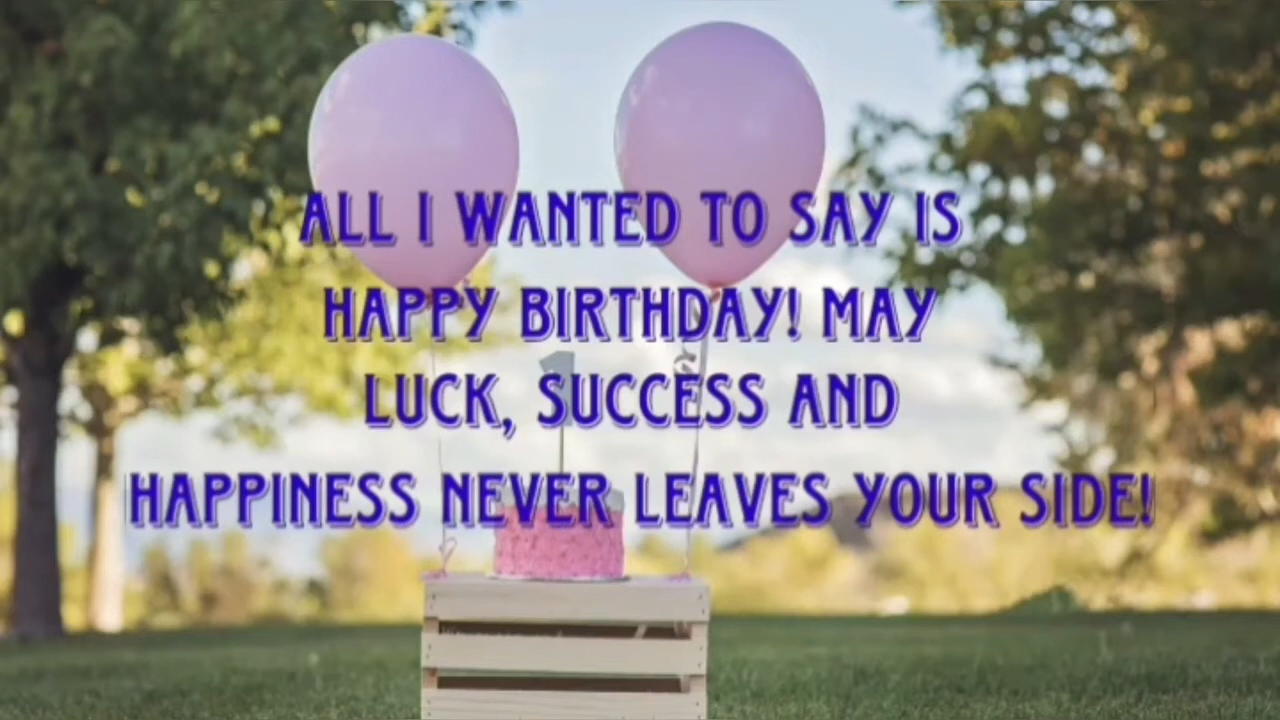 ALL I WANTED TO SAY IS
HAPPY BIRTHDAY! MAY
LUCK, SUCCESS AND
HAPPINESS NEVER LEAVES YOUR SIDE!